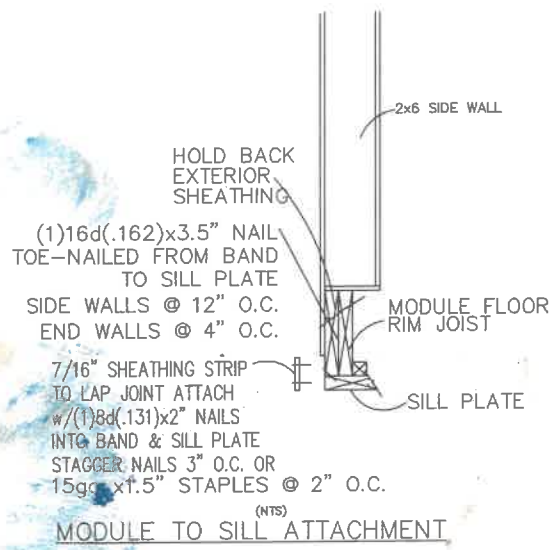 2x6 SIDE WALL
HOLD BACK
EXTERIOR
SHEATHING
(1)16d(.162)x3.5" NAIL
TOE-NAILED FROM BAND
TO SILL PLATE
SIDE WALLS @ 12" O.C.
END WALLS @ 4" O.C.
MODULE FLOOR
RIM JOIST
7/16" SHEATHING STRIP
TO LAP JOINT ATTACH
w/(1)8d(.131)x2" NAILS
INTO BAND & SILL PLATE
STAGGER NAILS 3" O.C. OR
15ga x1.5" STAPLES @ 2" O.C.
SILL PLATE
(NTS)
MODULE TO SILL ATTACHMENT